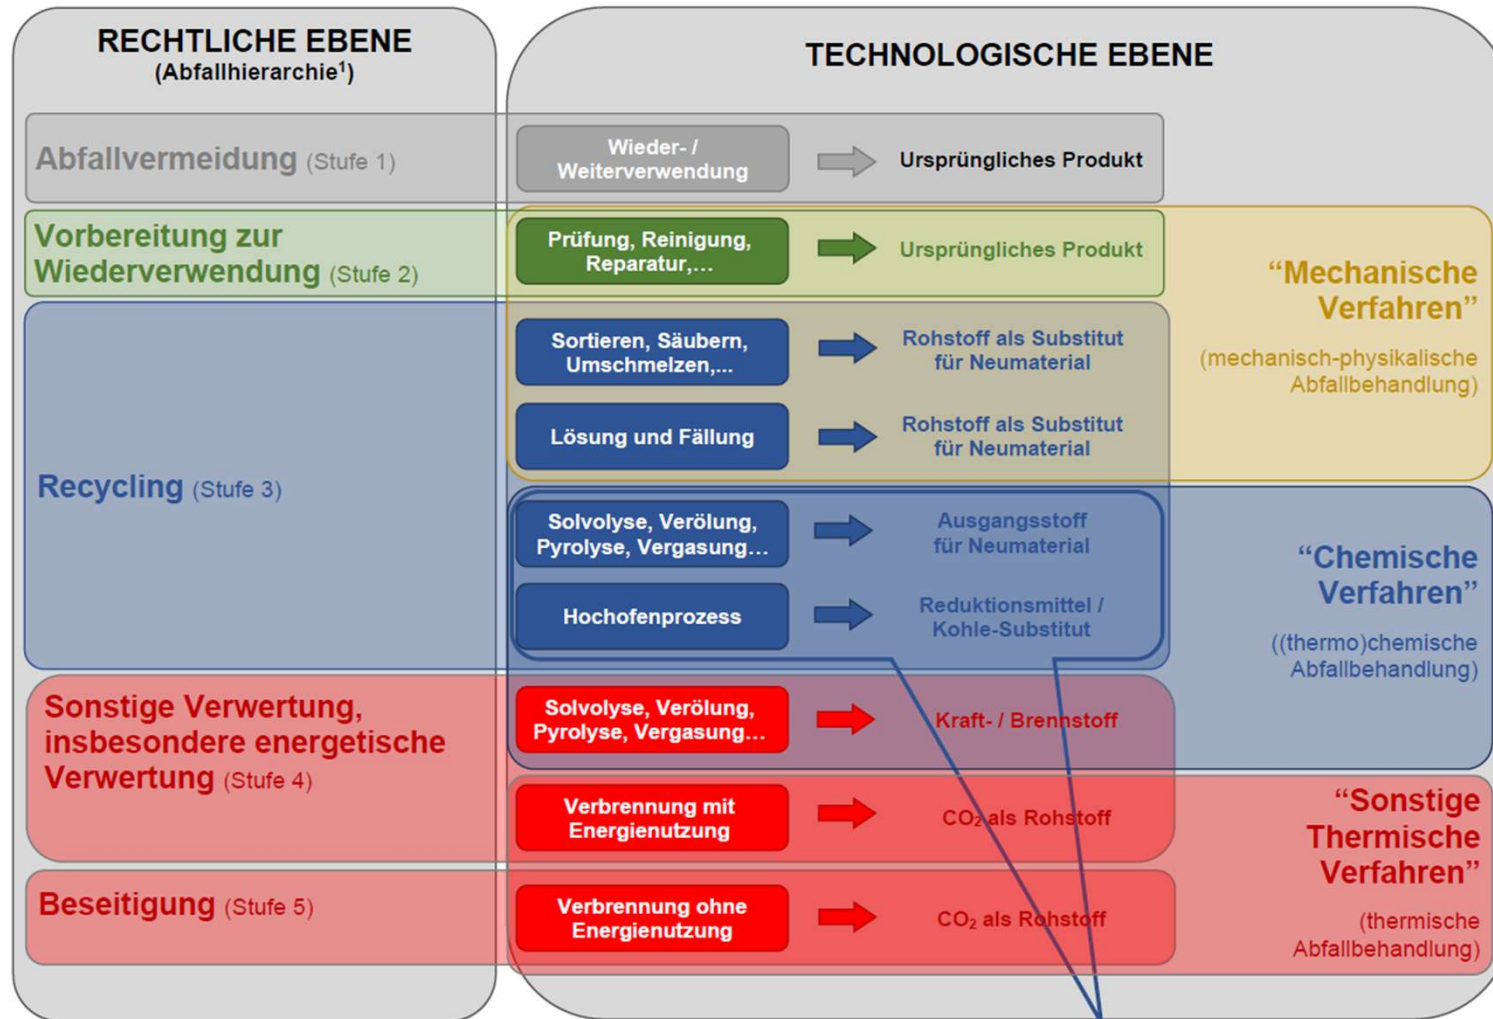 RECHTLICHE EBENE
(Abfallhierarchie¹)
TECHNOLOGISCHE EBENE
Abfallvermeidung (Stufe 1)
Wieder- /
Weiterverwendung
Ursprüngliches Produkt
Vorbereitung zur
Wiederverwendung (Stufe 2)
Prüfung, Reinigung,
Reparatur,…
Ursprüngliches Produkt
“Mechanische
Verfahren”
(mechanisch-physikalische
Abfallbehandlung)
Recycling (Stufe 3)
Sortieren, Säubern,
Umschmelzen,...
Rohstoff als Substitut
für Neumaterial
Lösung und Fällung
Rohstoff als Substitut
für Neumaterial
Solvolyse, Verölung,
Pyrolyse, Vergasung…
Ausgangsstoff
für Neumaterial
Hochofenprozess
Reduktionsmittel /
Kohle-Substitut
“Chemische
Verfahren”
((thermo)chemische
Abfallbehandlung)
Sonstige Verwertung,
insbesondere energetische
Verwertung (Stufe 4)
Solvolyse, Verölung,
Pyrolyse, Vergasung…
Kraft- / Brennstoff
Verbrennung mit
Energienutzung
CO₂ als Rohstoff
“Sonstige
Thermische
Verfahren”
(thermische
Abfallbehandlung)
Beseitigung (Stufe 5)
Verbrennung ohne
Energienutzung
CO₂ als Rohstoff